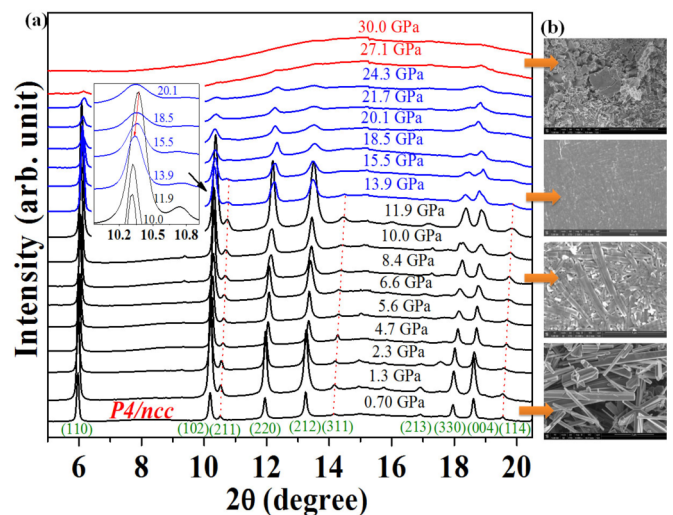 (a)
(b)
Intensity (arb. unit)
30.0 GPa
27.1 GPa
24.3 GPa
21.7 GPa
20.1 GPa
18.5 GPa
15.5 GPa
13.9 GPa
11.9 GPa
10.0 GPa
8.4 GPa
6.6 GPa
5.6 GPa
4.7 GPa
2.3 GPa
1.3 GPa
0.70 GPa
20.1
18.5
15.5
13.9
11.9
10.0
10.2 10.5 10.8
P4/ncc
(110) (102) (211) (220) (212) (311) (213) (330) (004) (114)
6 8 10 12 14 16 18 20
2θ (degree)